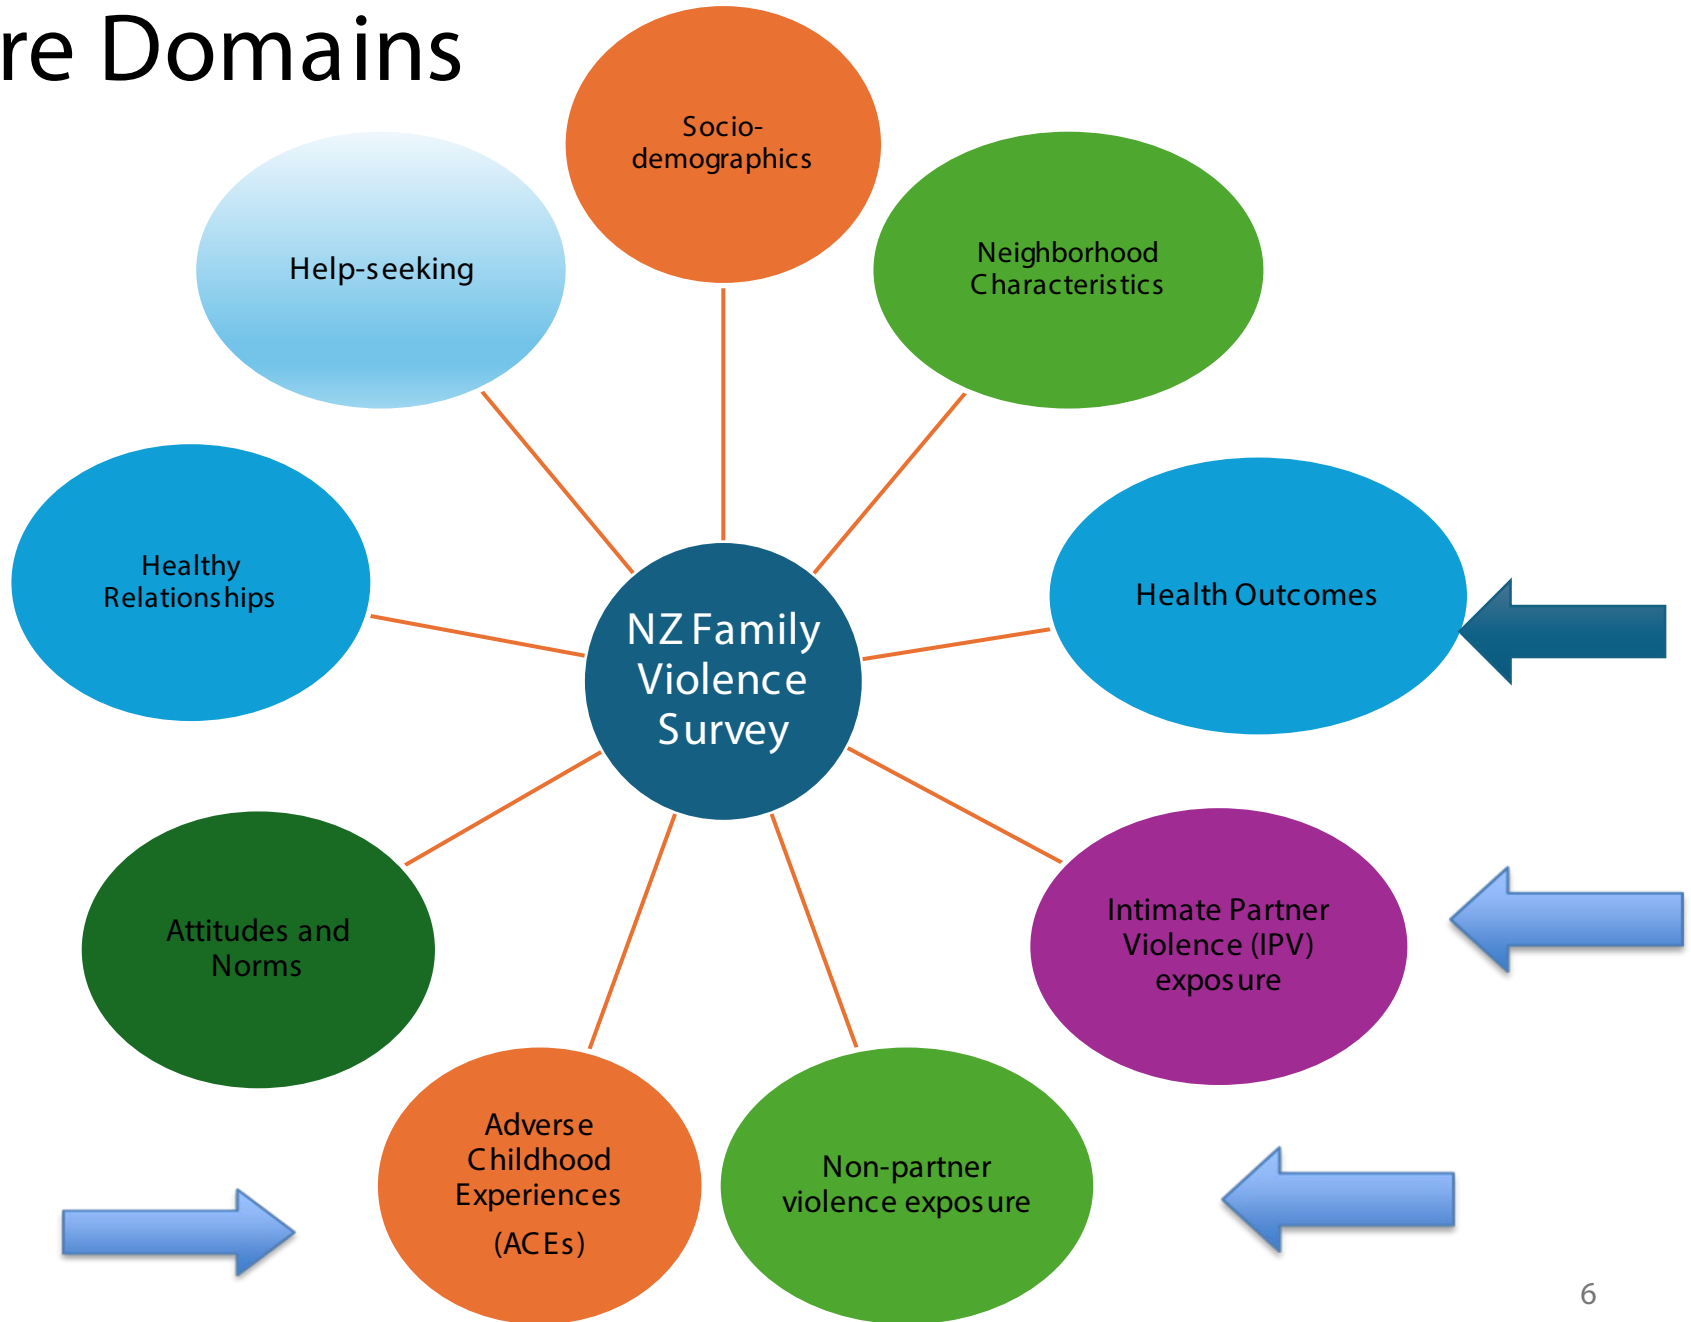 re Domains
Socio-
demographics
Neighborhood
Characteristics
Health Outcomes
Intimate Partner
Violence (IPV)
exposure
Non-partner
violence exposure
Adverse
Childhood
Experiences
(ACEs)
Attitudes and
Norms
Healthy
Relationships
Help-seeking
NZ Family
Violence
Survey
6